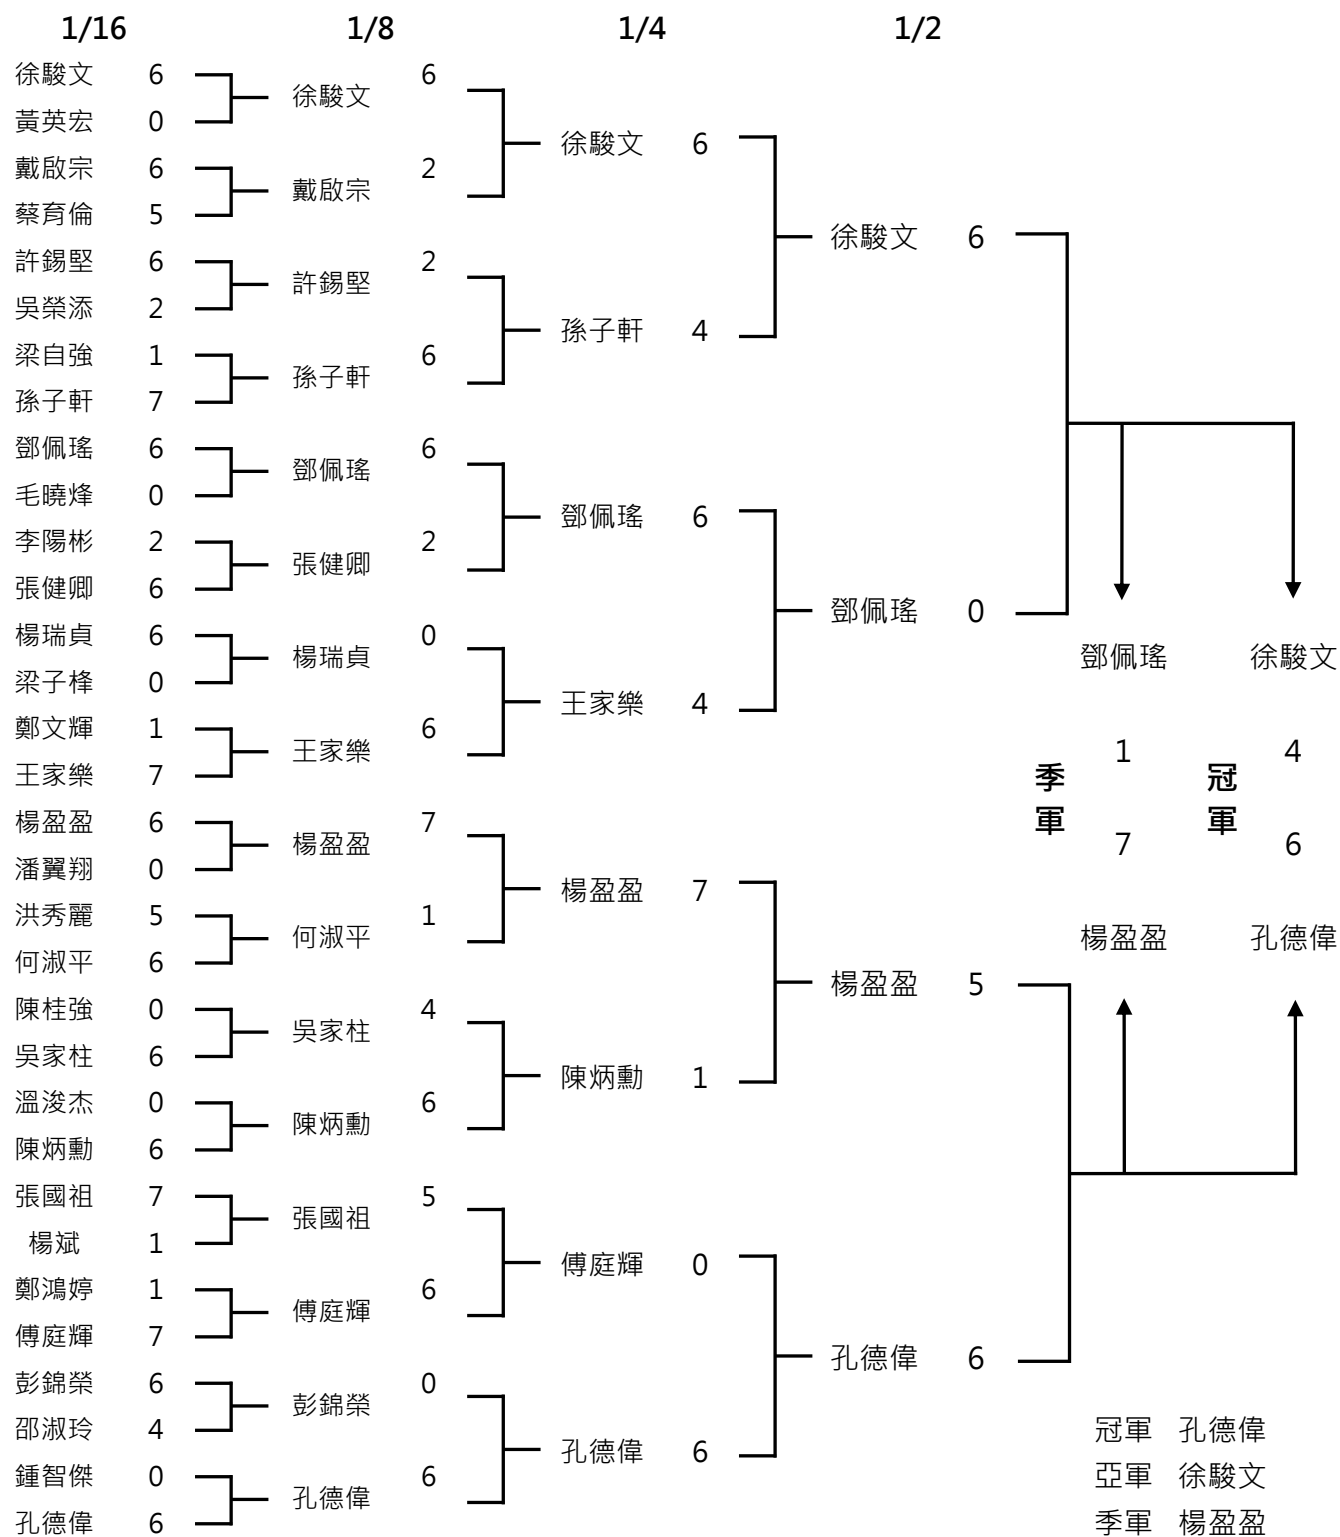 1/16 1/8 1/4 1/2
徐駿文 6 6
徐駿文
黃英宏 0
徐駿文 6
戴啟宗 6 2
戴啟宗
蔡育倫 5
徐駿文 6
許錫堅 6 2
許錫堅
吳榮添 2
孫子軒 4
梁自強 1 6
孫子軒
孫子軒 7
鄧佩瑤 6 6
鄧佩瑤
毛曉烽 0
鄧佩瑤 6
李陽彬 2 2
張健卿
張健卿 6
鄧佩瑤 0
楊瑞貞 6 0
楊瑞貞 鄧佩瑤 徐駿文
梁子桻 0
王家樂 4
鄭文輝 1 6
王家樂 1 4
王家樂 7 季軍 冠軍
楊盈盈 6 7
楊盈盈 7 6
潘翼翔 0
楊盈盈 7
洪秀麗 5 1
何淑平 楊盈盈 孔德偉
何淑平 6
楊盈盈 5
陳桂強 0 4
吳家柱
吳家柱 6
陳炳勳 1
溫浚杰 0 6
陳炳勳
陳炳勳 6
張國祖 7 5
張國祖
楊斌 1
傅庭輝 0
鄭鴻婷 1 6
傅庭輝
傅庭輝 7
孔德偉 6
彭錦榮 6 0
彭錦榮
邵淑玲 4 冠軍 孔德偉
孔德偉 6
鍾智傑 0 6 亞軍 徐駿文
孔德偉
孔德偉 6 季軍 楊盈盈